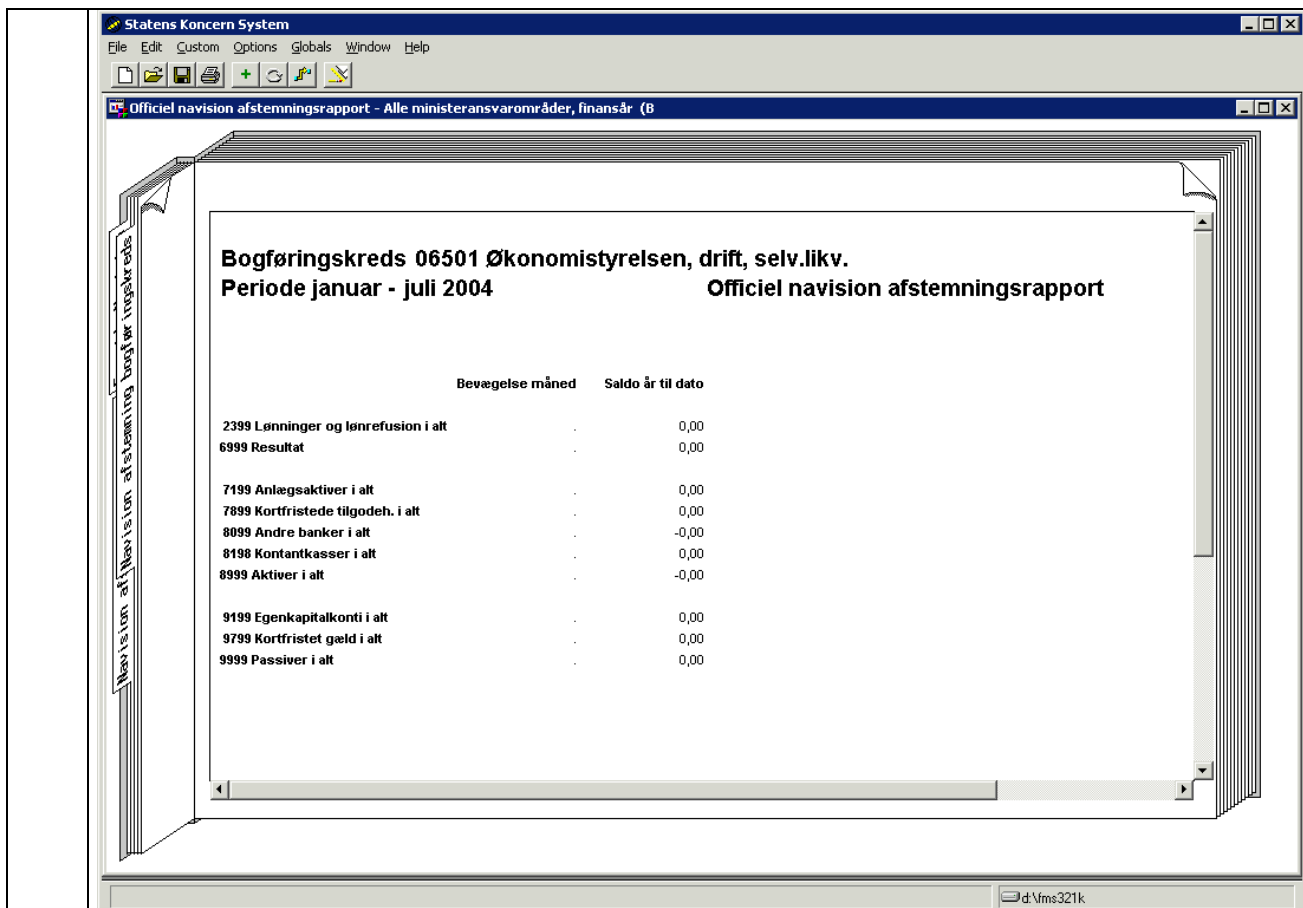 Statens Koncern System
File Edit Custom Options Globals Window Help
Officiel navision afstemningsrapport - Alle ministeransvarområder, finansår (B
Bogføringskreds 06501 Økonomistyrelsen, drift, selv.likv.
Periode januar - juli 2004 Officiel navision afstemningsrapport
Bevægelse måned Saldo år til dato
2399 Lønninger og lønrefusion i alt . 0,00
6999 Resultat . 0,00
7199 Anlægsaktiver i alt . 0,00
7899 Kortfristede tilgodeh. i alt . 0,00
8099 Andre banker i alt . -0,00
8198 Kontantkasser i alt . 0,00
8999 Aktiver i alt . -0,00
9199 Egenkapitalkonti i alt . 0,00
9799 Kortfristet gæld i alt . 0,00
9999 Passiver i alt . 0,00
Navision afstemning bogføringskreds
Navision af
d:\fms321k